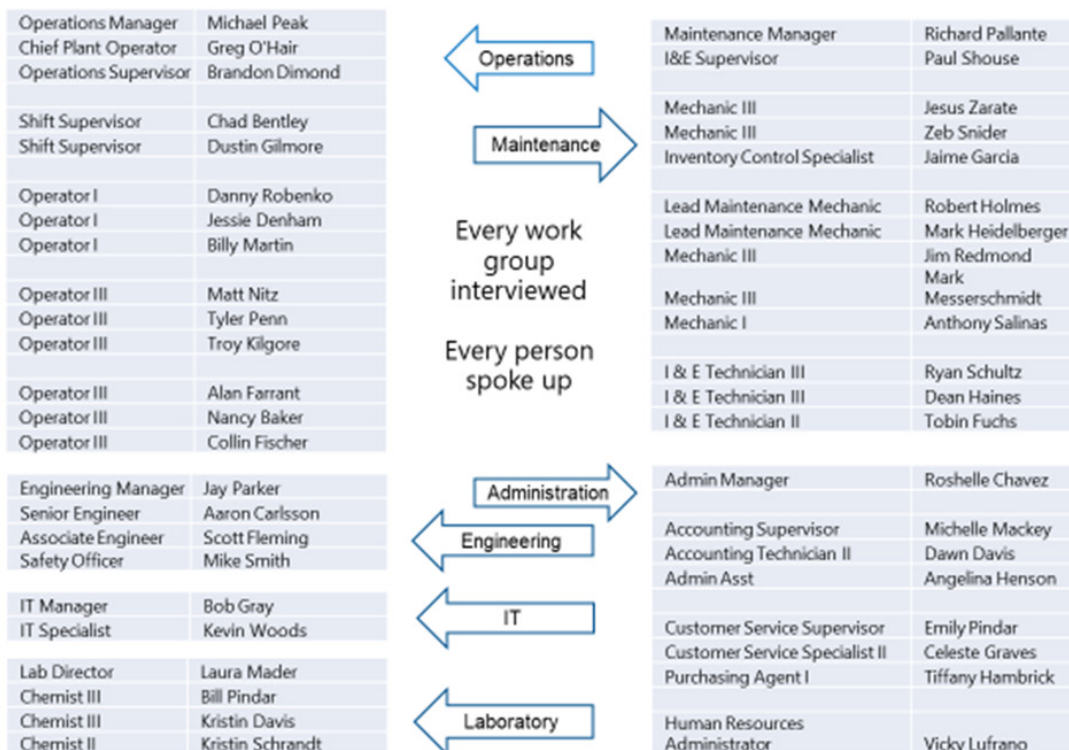 Operations Manager Michael Peak
Chief Plant Operator Greg O'Hair
Operations Supervisor Brandon Dimond
Shift Supervisor Chad Bentley
Shift Supervisor Dustin Gilmore
Operator I Danny Robenko
Operator I Jessie Denham
Operator I Billy Martin
Operator III Matt Nitz
Operator III Tyler Penn
Operator III Troy Kilgore
Operator III Alan Farrant
Operator III Nancy Baker
Operator III Collin Fischer
Engineering Manager Jay Parker
Senior Engineer Aaron Carlsson
Associate Engineer Scott Fleming
Safety Officer Mike Smith
IT Manager Bob Gray
IT Specialist Kevin Woods
Lab Director Laura Mader
Chemist III Bill Pindar
Chemist III Kristin Davis
Chemist II Kristin Schrandt
Operations
Maintenance
Every work
group
interviewed
Every person
spoke up
Administration
Engineering
IT
Laboratory
Maintenance Manager Richard Pallante
I&E Supervisor Paul Shouse
Mechanic III Jesus Zarate
Mechanic III Zeb Snider
Inventory Control Specialist Jaime Garcia
Lead Maintenance Mechanic Robert Holmes
Lead Maintenance Mechanic Mark Heidelberger
Mechanic III Jim Redmond
Mark
Mechanic III Messerschmidt
Mechanic I Anthony Salinas
I & E Technician III Ryan Schultz
I & E Technician III Dean Haines
I & E Technician II Tobin Fuchs
Admin Manager Roshelle Chavez
Accounting Supervisor Michelle Mackey
Accounting Technician II Dawn Davis
Admin Asst Angelina Henson
Customer Service Supervisor Emily Pindar
Customer Service Specialist II Celeste Graves
Purchasing Agent I Tiffany Hambrick
Human Resources
Administrator Vicky Lufrano